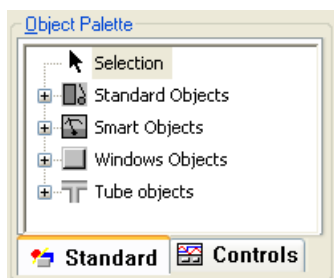 Object Palette
Selection
Standard Objects
Smart Objects
Windows Objects
Tube objects
Standard Controls